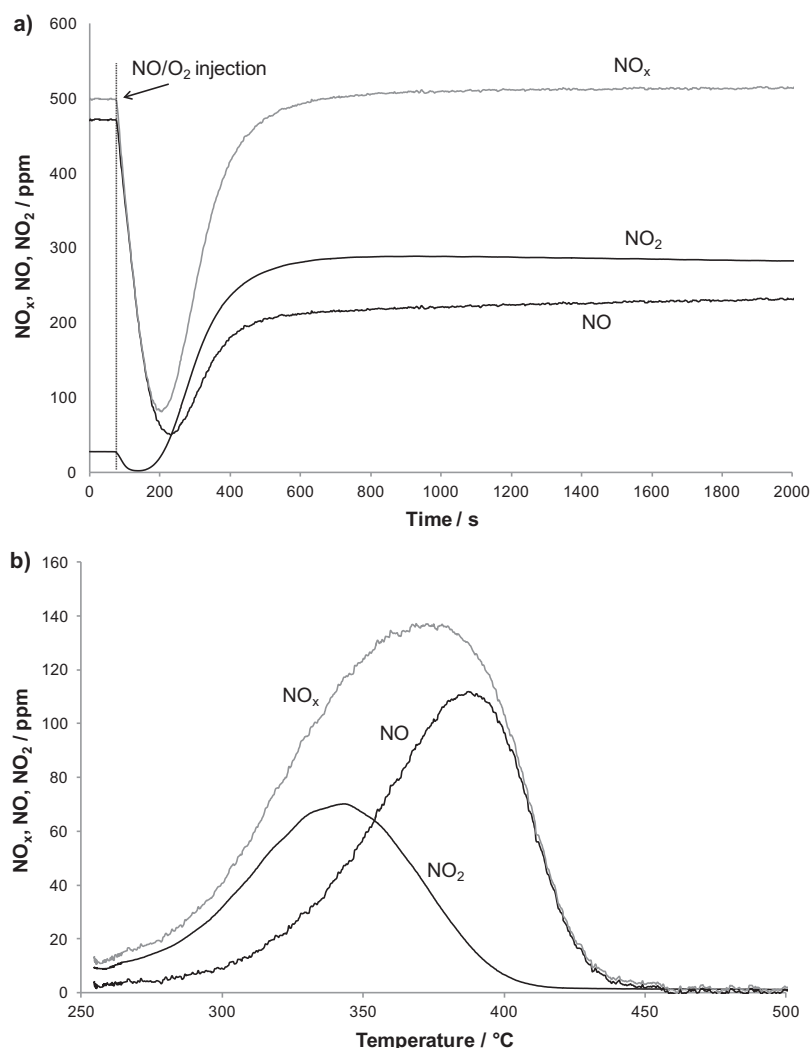 a)
600
500
400
300
200
100
0
NOₓ, NO, NO₂ / ppm
NO/O₂ injection
NOₓ
NO₂
NO
0 200 400 600 800 1000 1200 1400 1600 1800 2000
Time / s
b)
160
140
120
100
80
60
40
20
0
NOₓ, NO, NO₂ / ppm
NOₓ
NO
NO₂
250 300 350 400 450 500
Temperature / °C